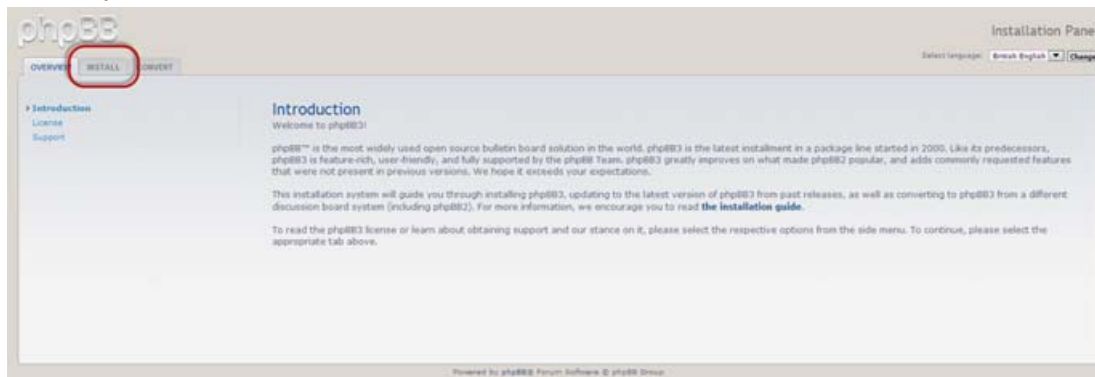 phpBB
Installation Pane
Select language: British English Change
OVERVIEW INSTALL CONVERT
Introduction
License
Support
Introduction
Welcome to phpBB3!
phpBB™ is the most widely used open source bulletin board solution in the world. phpBB3 is the latest installment in a package line started in 2000. Like its predecessors,
phpBB3 is feature-rich, user-friendly, and fully supported by the phpBB Team. phpBB3 greatly improves on what made phpBB2 popular, and adds commonly requested features
that were not present in previous versions. We hope it exceeds your expectations.
This installation system will guide you through installing phpBB3, updating to the latest version of phpBB3 from past releases, as well as converting to phpBB3 from a different
discussion board system (including phpBB2). For more information, we encourage you to read the installation guide.
To read the phpBB3 license or learn about obtaining support and our stance on it, please select the respective options from the side menu. To continue, please select the
appropriate tab above.
Powered by phpBB® Forum Software © phpBB Group